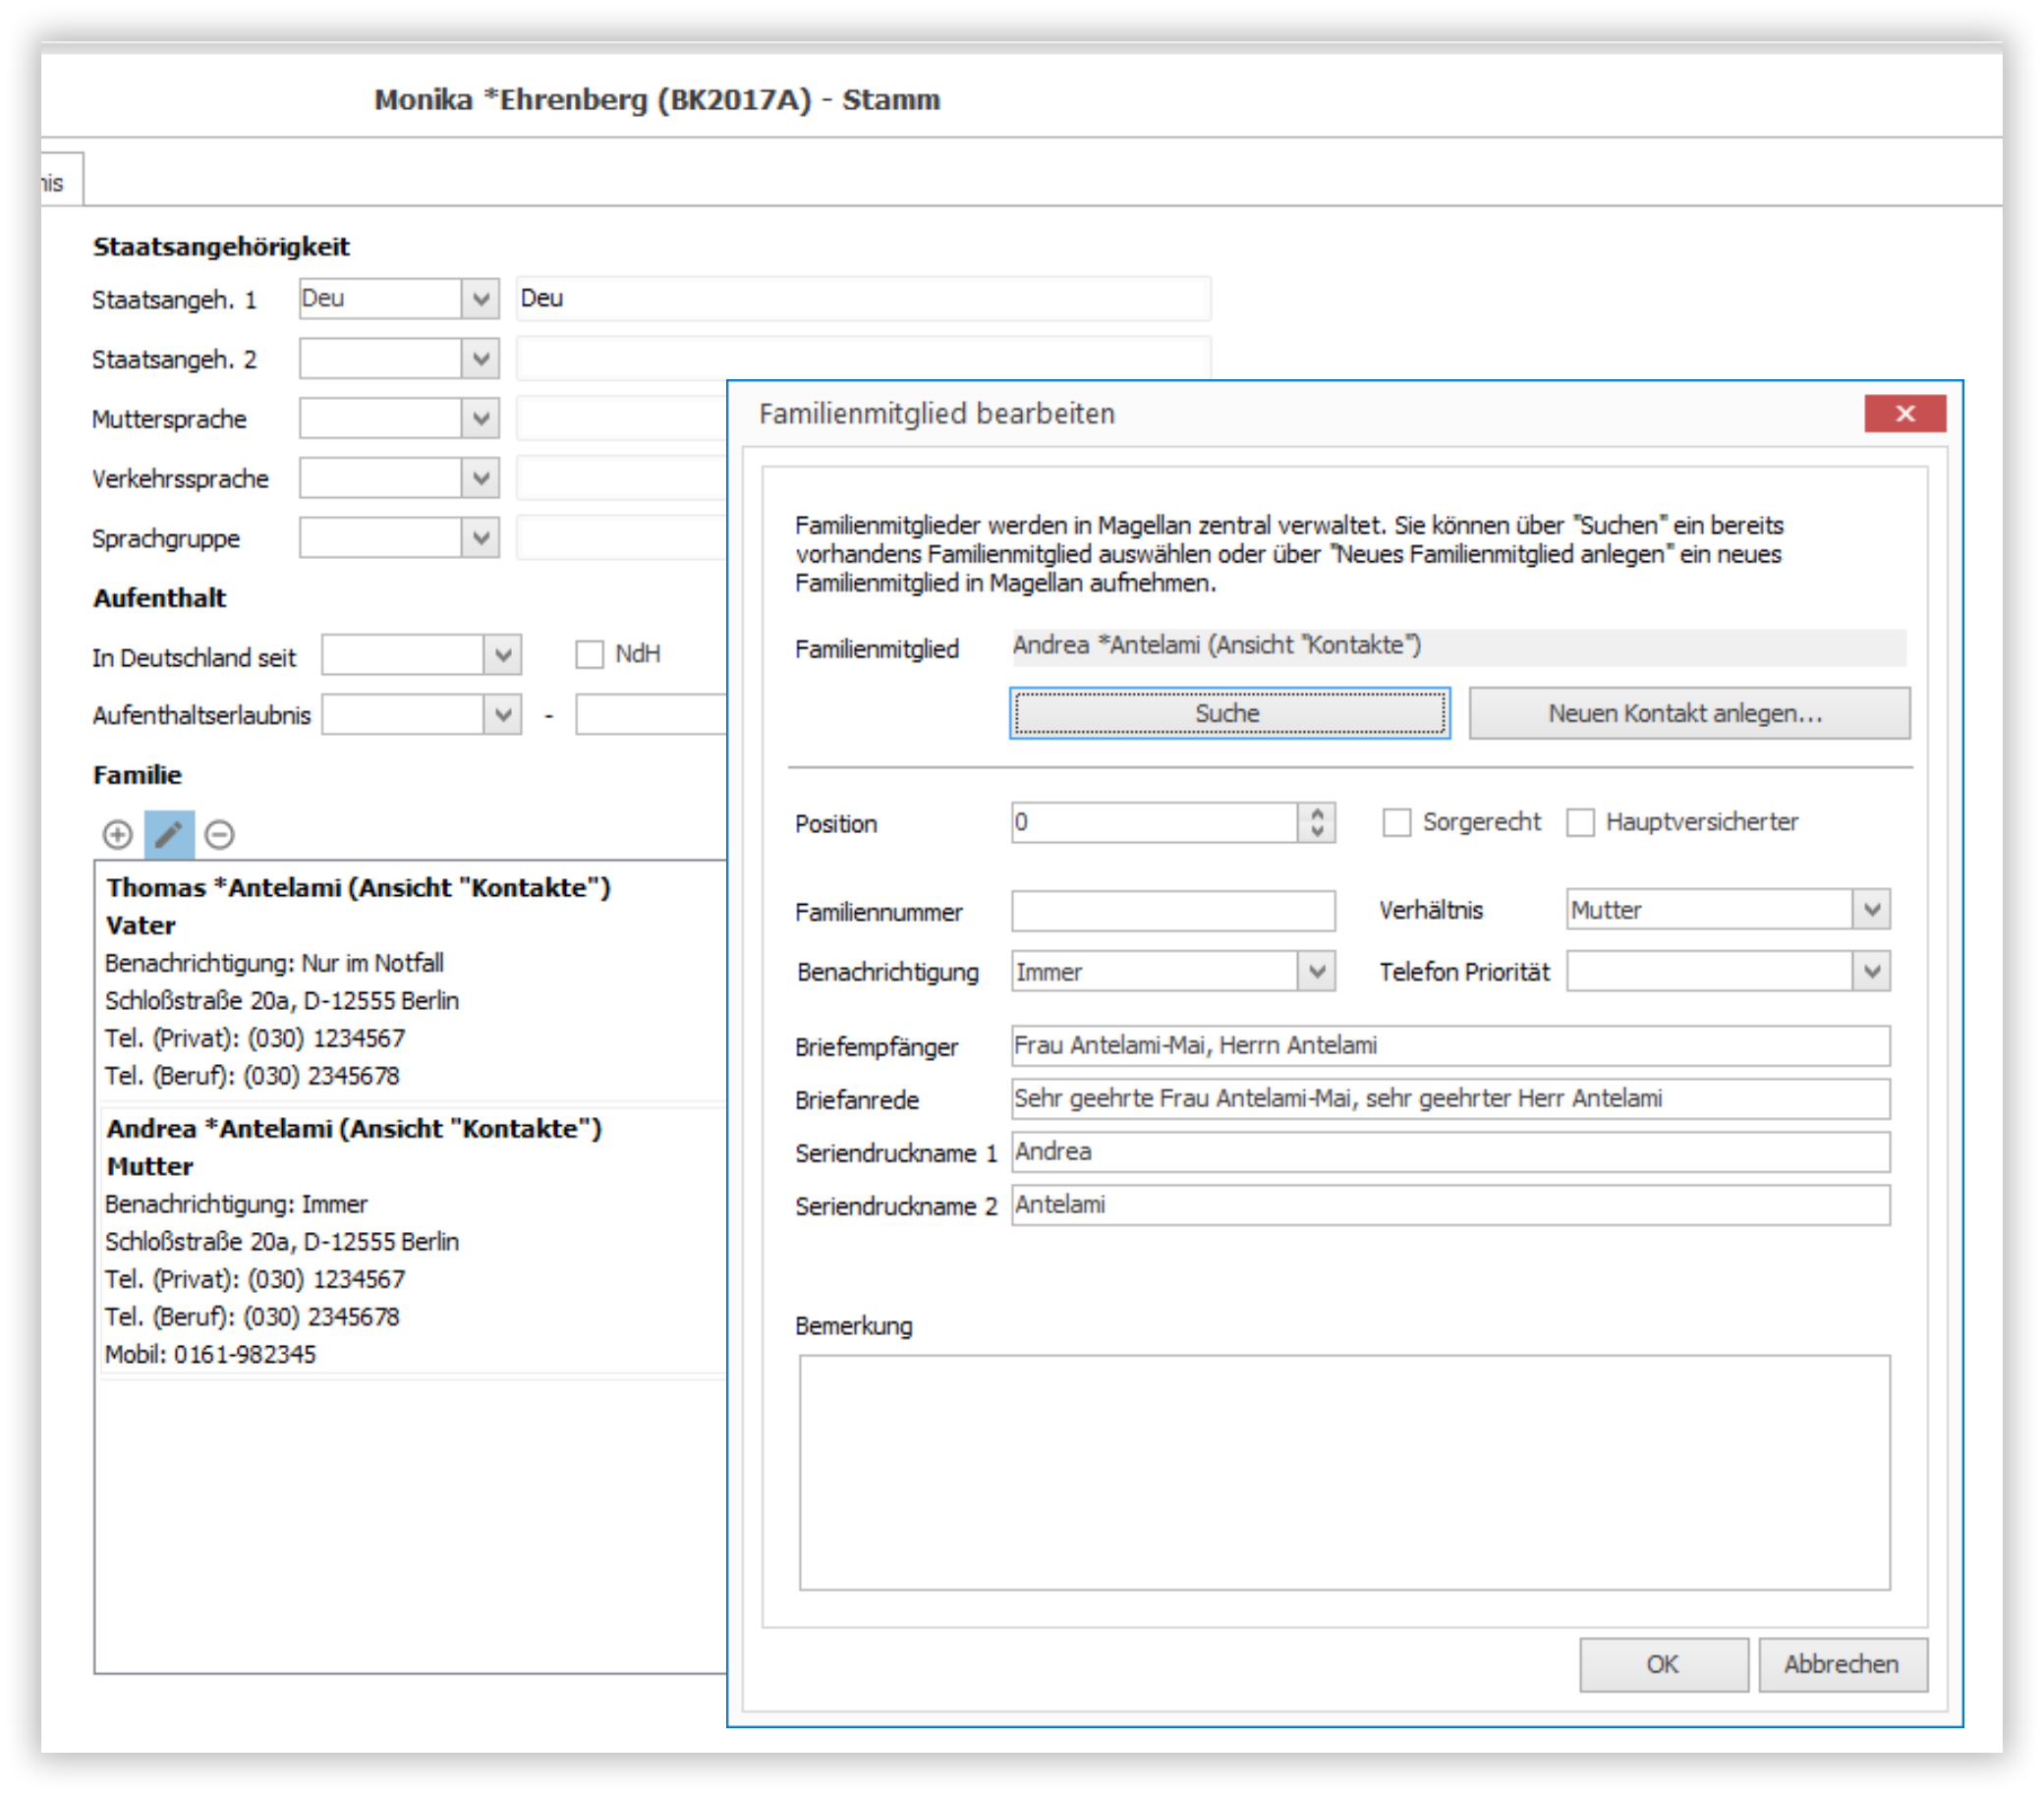 Monika *Ehrenberg (BK2017A) - Stamm
nis
Staatsangehörigkeit
Staatsangeh. 1 Deu Deu
Staatsangeh. 2
Muttersprache
Verkehrssprache
Sprachgruppe
Aufenthalt
In Deutschland seit NdH
Aufenthaltserlaubnis -
Familie
Thomas *Antelami (Ansicht "Kontakte")
Vater
Benachrichtigung: Nur im Notfall
Schloßstraße 20a, D-12555 Berlin
Tel. (Privat): (030) 1234567
Tel. (Beruf): (030) 2345678
Andrea *Antelami (Ansicht "Kontakte")
Mutter
Benachrichtigung: Immer
Schloßstraße 20a, D-12555 Berlin
Tel. (Privat): (030) 1234567
Tel. (Beruf): (030) 2345678
Mobil: 0161-982345
Familienmitglied bearbeiten
Familienmitglieder werden in Magellan zentral verwaltet. Sie können über "Suchen" ein bereits
vorhandens Familienmitglied auswählen oder über "Neues Familienmitglied anlegen" ein neues
Familienmitglied in Magellan aufnehmen.
Familienmitglied Andrea *Antelami (Ansicht "Kontakte")
Suche Neuen Kontakt anlegen...
Position 0 Sorgerecht Hauptversicherter
Familiennummer Verhältnis Mutter
Benachrichtigung Immer Telefon Priorität
Briefempfänger Frau Antelami-Mai, Herrn Antelami
Briefanrede Sehr geehrte Frau Antelami-Mai, sehr geehrter Herr Antelami
Seriendruckname 1 Andrea
Seriendruckname 2 Antelami
Bemerkung
OK Abbrechen